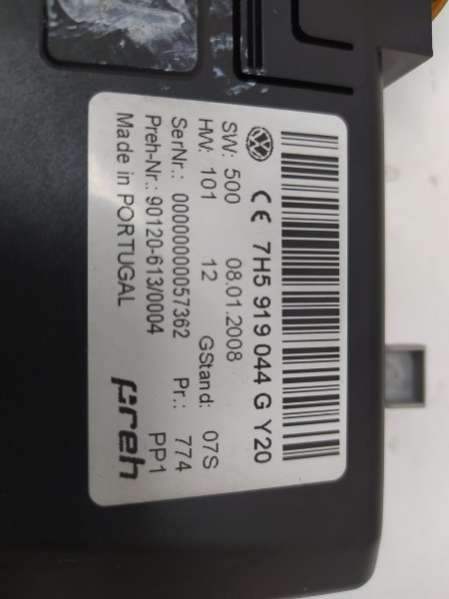 CE 7H5 919 044 G Y20
SW: 500 08.01.2008
HW: 101 12 GStand: 07S
SerNr.: 00000000057362 Pr.: 774
Preh-Nr.: 90120-613/0004 PP1
Made in PORTUGAL preh